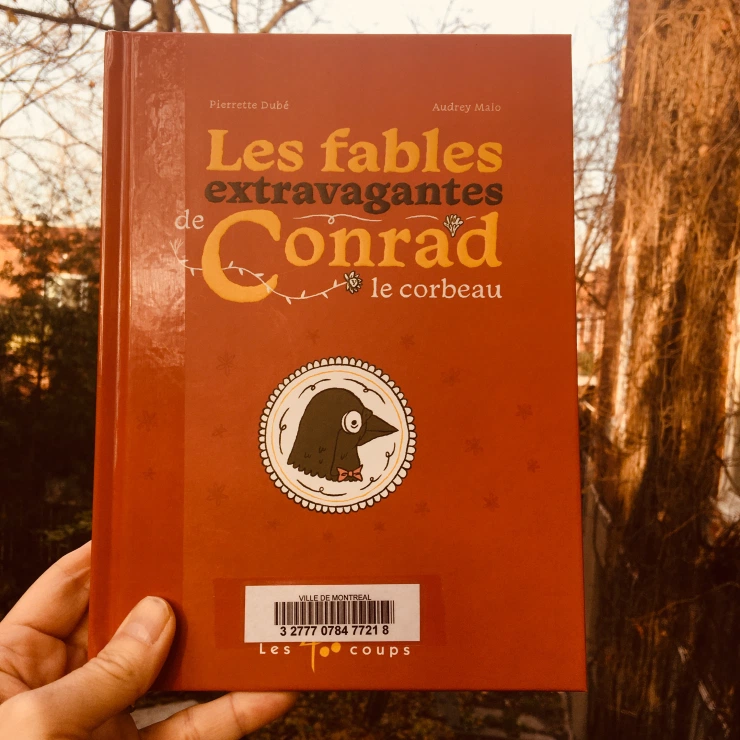 Pierrette Dubé
Audrey Malo
Les fables
extravagantes
de
Conrad
le corbeau
VILLE DE MONTREAL
3 2777 0784 7721 8
Les 400 coups